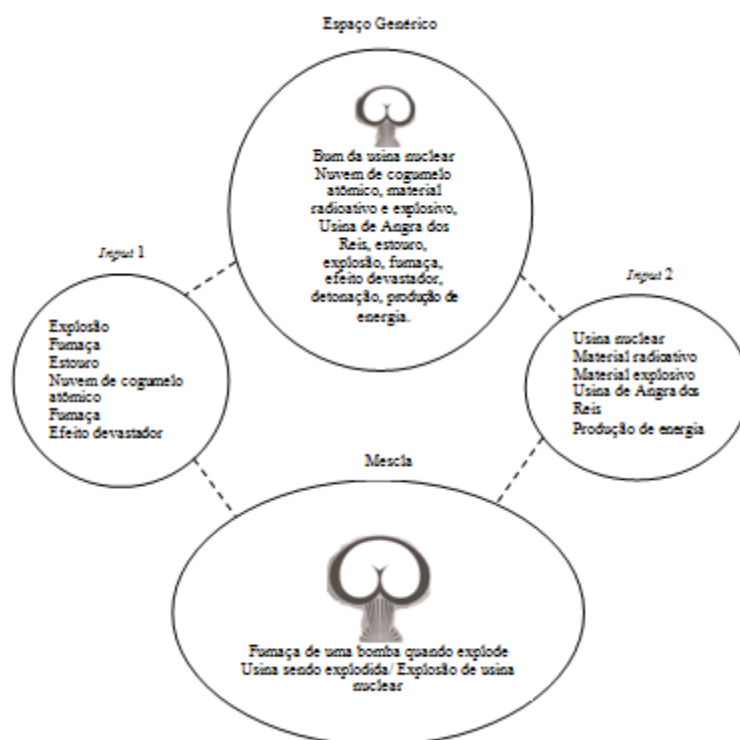 Espaço Genérico
Bum da usina nuclear
Nuvem de cogumelo
atômico, material
radioativo e explosivo,
Usina de Angra dos
Reis, estouro,
explosão, fumaça,
efeito devastador,
detonação, produção de
energia.
Input 1
Explosão
Fumaça
Estouro
Nuvem de cogumelo
atômico
Fumaça
Efeito devastador
Input 2
Usina nuclear
Material radioativo
Material explosivo
Usina de Angra dos
Reis
Produção de energia
Mescla
Fumaça de uma bomba quando explode
Usina sendo explodida/ Explosão de usina
nuclear